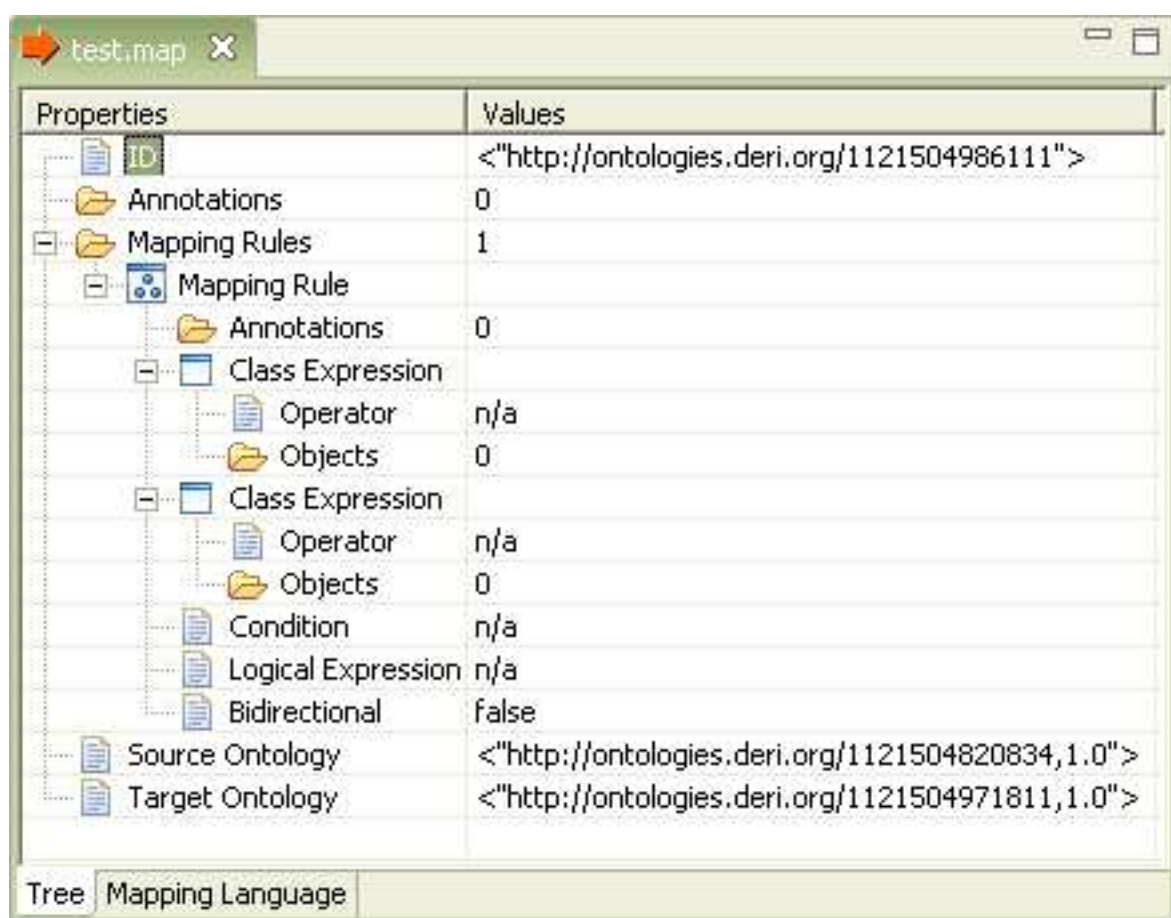 test.map
Properties Values
ID <"http://ontologies.deri.org/1121504986111">
Annotations 0
Mapping Rules 1
Mapping Rule
Annotations 0
Class Expression
Operator n/a
Objects 0
Class Expression
Operator n/a
Objects 0
Condition n/a
Logical Expression n/a
Bidirectional false
Source Ontology <"http://ontologies.deri.org/1121504820834,1.0">
Target Ontology <"http://ontologies.deri.org/1121504971811,1.0">
Tree Mapping Language